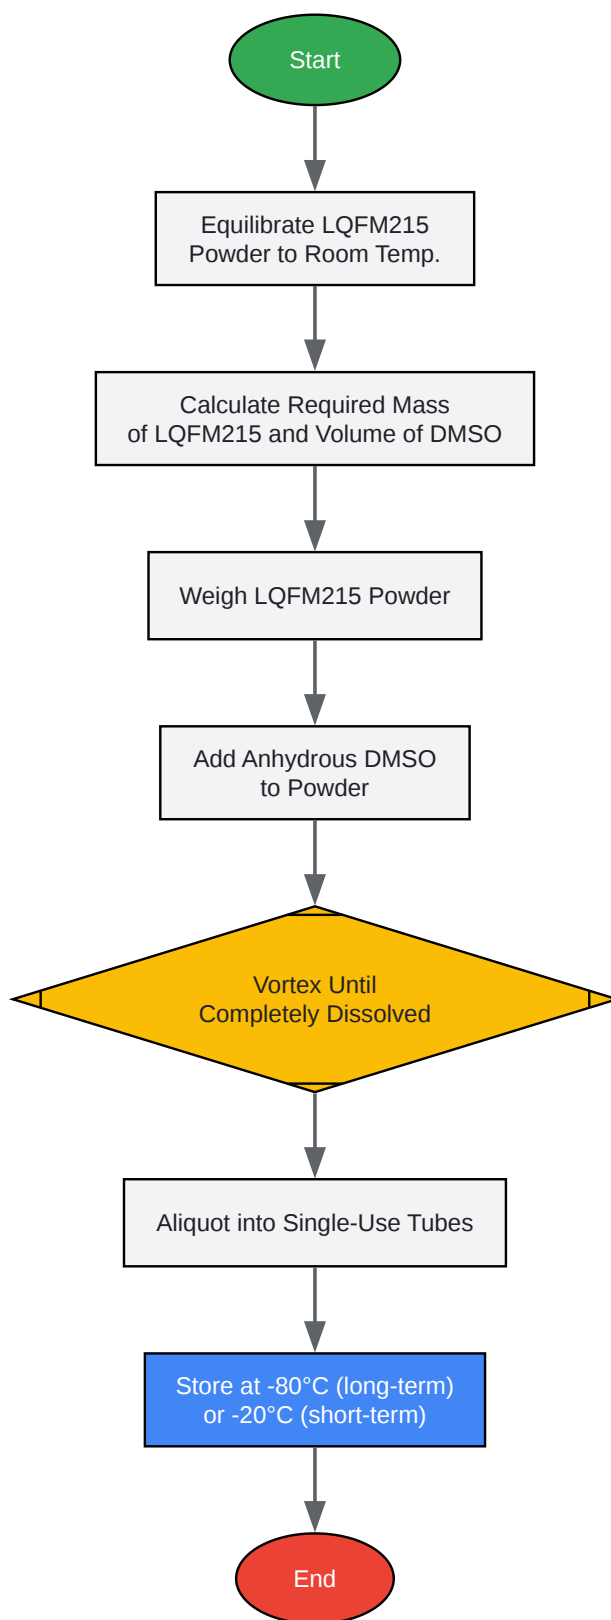 Start
Equilibrate LQFM215
Powder to Room Temp.
Calculate Required Mass
of LQFM215 and Volume of DMSO
Weigh LQFM215 Powder
Add Anhydrous DMSO
to Powder
Vortex Until
Completely Dissolved
Aliquot into Single-Use Tubes
Store at -80°C (long-term)
or -20°C (short-term)
End